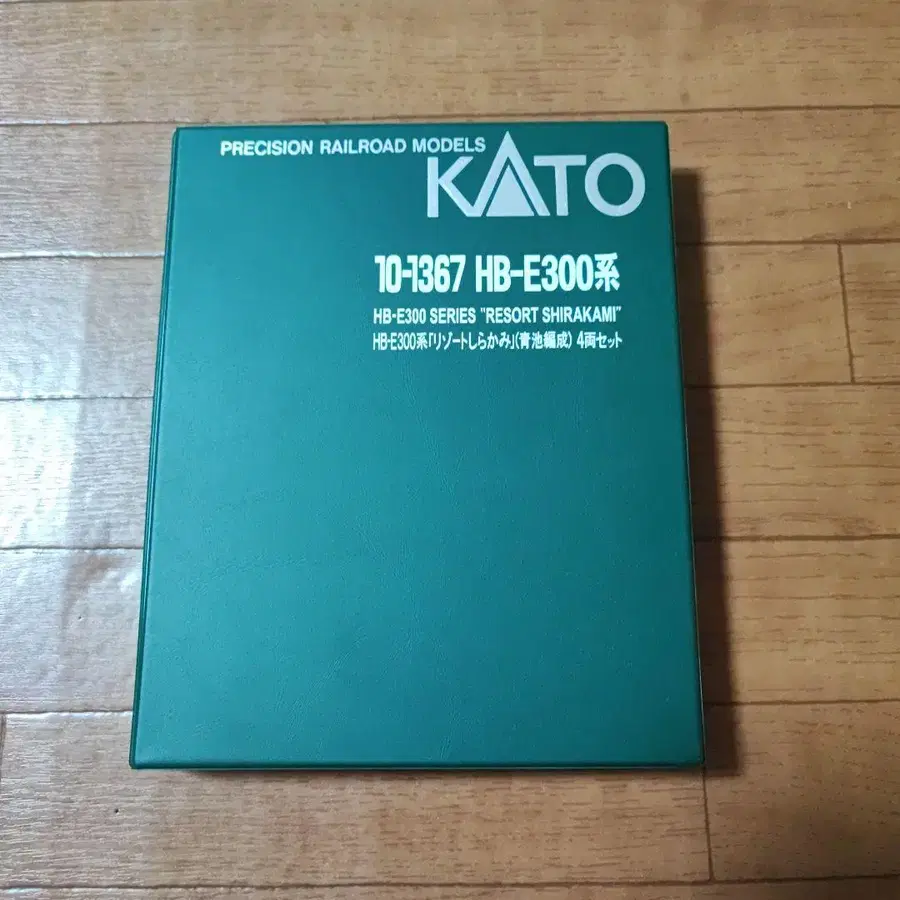 PRECISION RAILROAD MODELS
KATO
10-1367 HB-E300系
HB-E300 SERIES "RESORT SHIRAKAMI"
HB-E300系「リゾートしらかみ」(青池編成) 4両セット